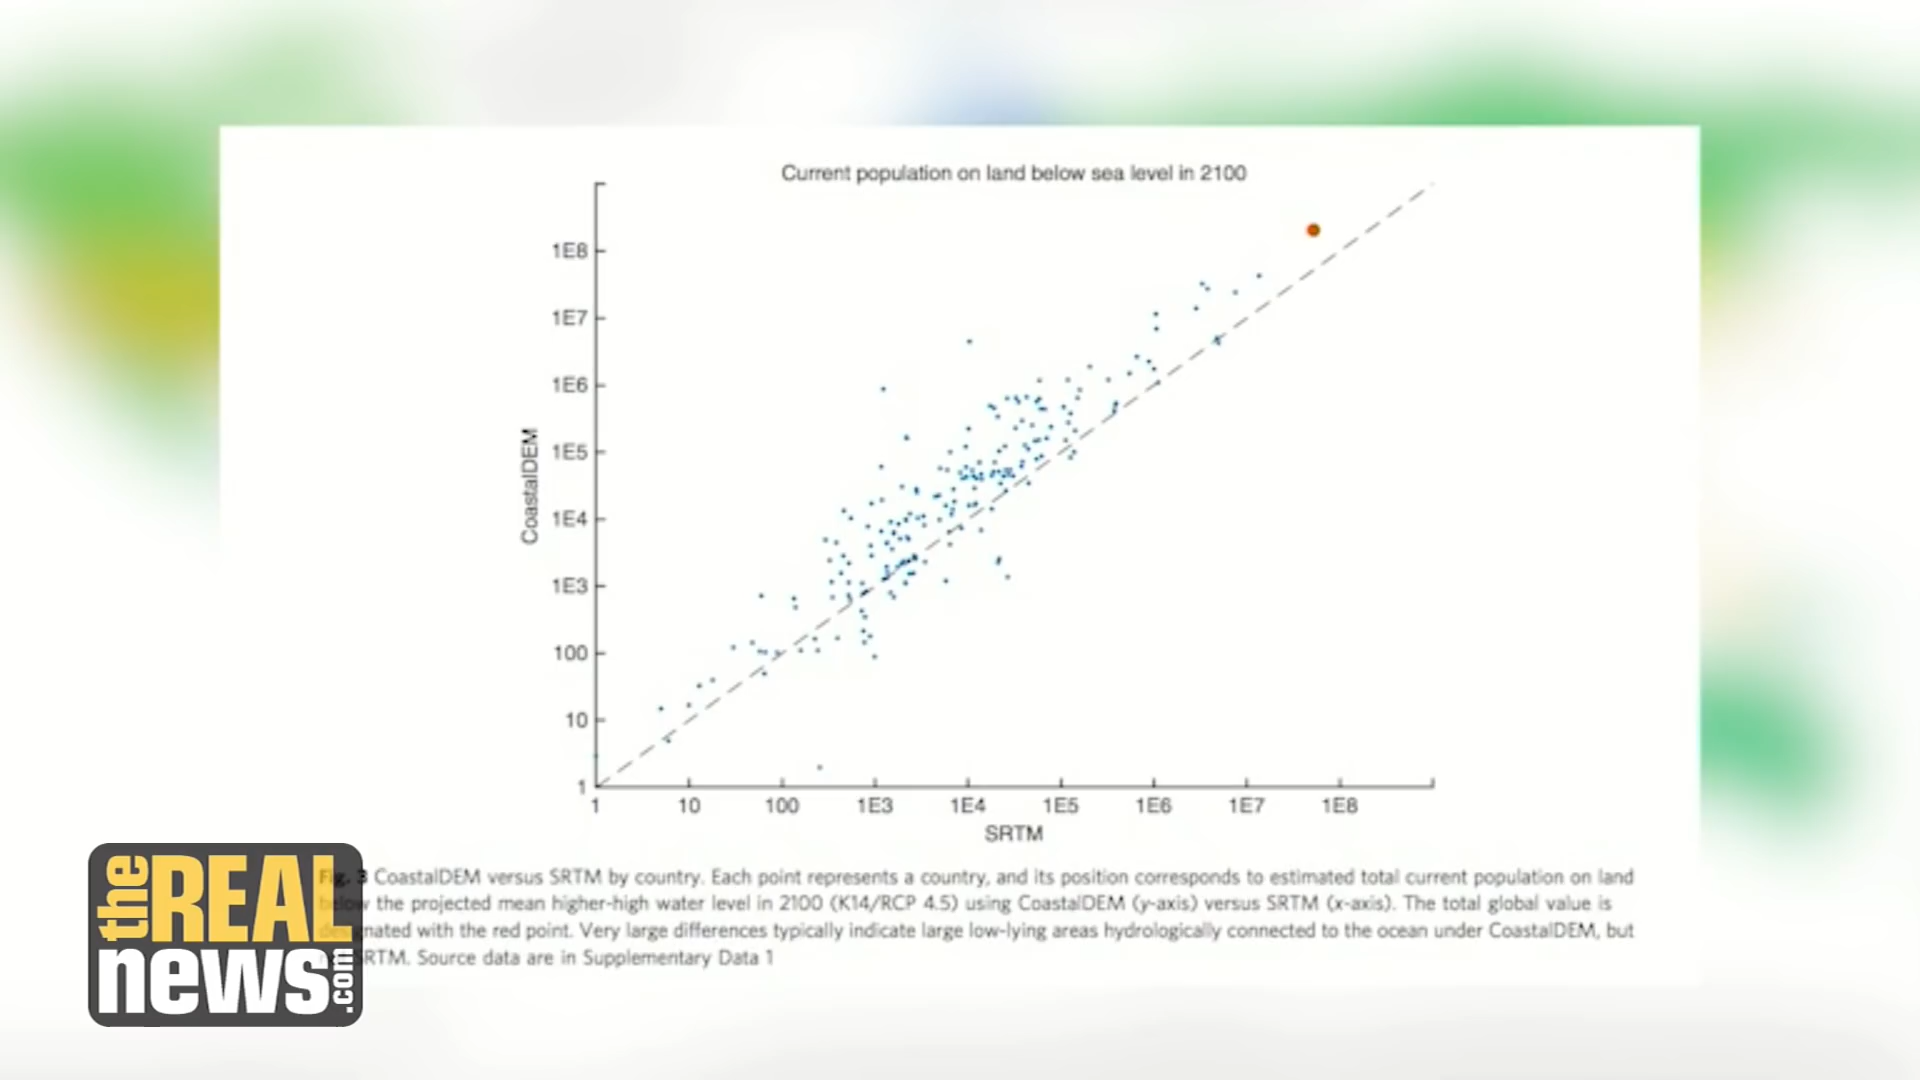 Current population on land below sea level in 2100
1E8
1E7
1E6
1E5
1E4
1E3
100
10
1
CoastalDEM
1 10 100 1E3 1E4 1E5 1E6 1E7 1E8
SRTM
Fig. 3 CoastalDEM versus SRTM by country. Each point represents a country, and its position corresponds to estimated total current population on land
below the projected mean higher-high water level in 2100 (K14/RCP 4.5) using CoastalDEM (y-axis) versus SRTM (x-axis). The total global value is
designated with the red point. Very large differences typically indicate large low-lying areas hydrologically connected to the ocean under CoastalDEM, but
SRTM. Source data are in Supplementary Data 1
the REAL
news.com